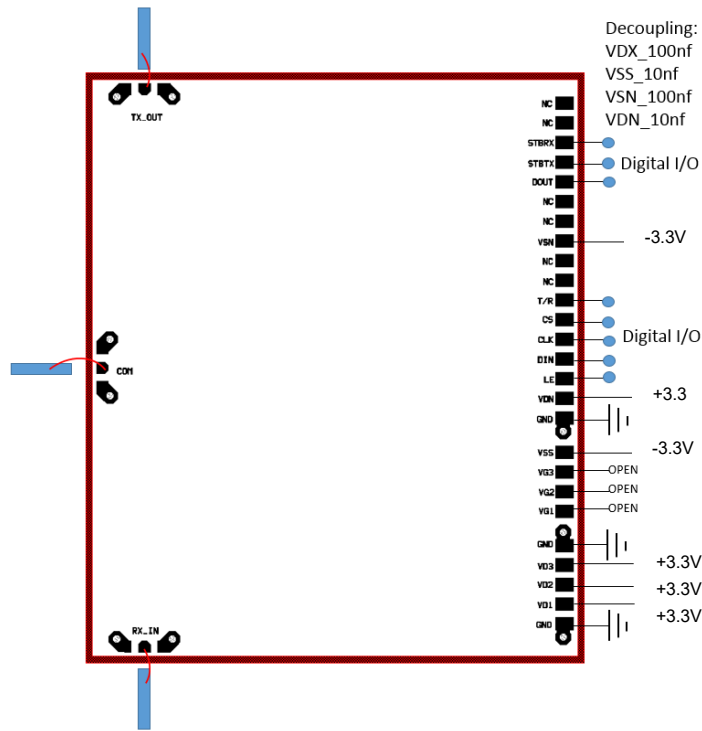 Decoupling:
VDX_100nf
VSS_10nf
VSN_100nf
VDN_10nf
TX_OUT
NC
NC
STBRX
STBTX
Digital I/O
DOUT
NC
NC
VSN
-3.3V
NC
NC
T/R
CS
CLK
Digital I/O
DIN
LE
VDN
+3.3
GND
COM
VSS
-3.3V
VG3
OPEN
VG2
OPEN
VG1
OPEN
GND
VD3
+3.3V
VD2
+3.3V
VD1
+3.3V
GND
RX_IN